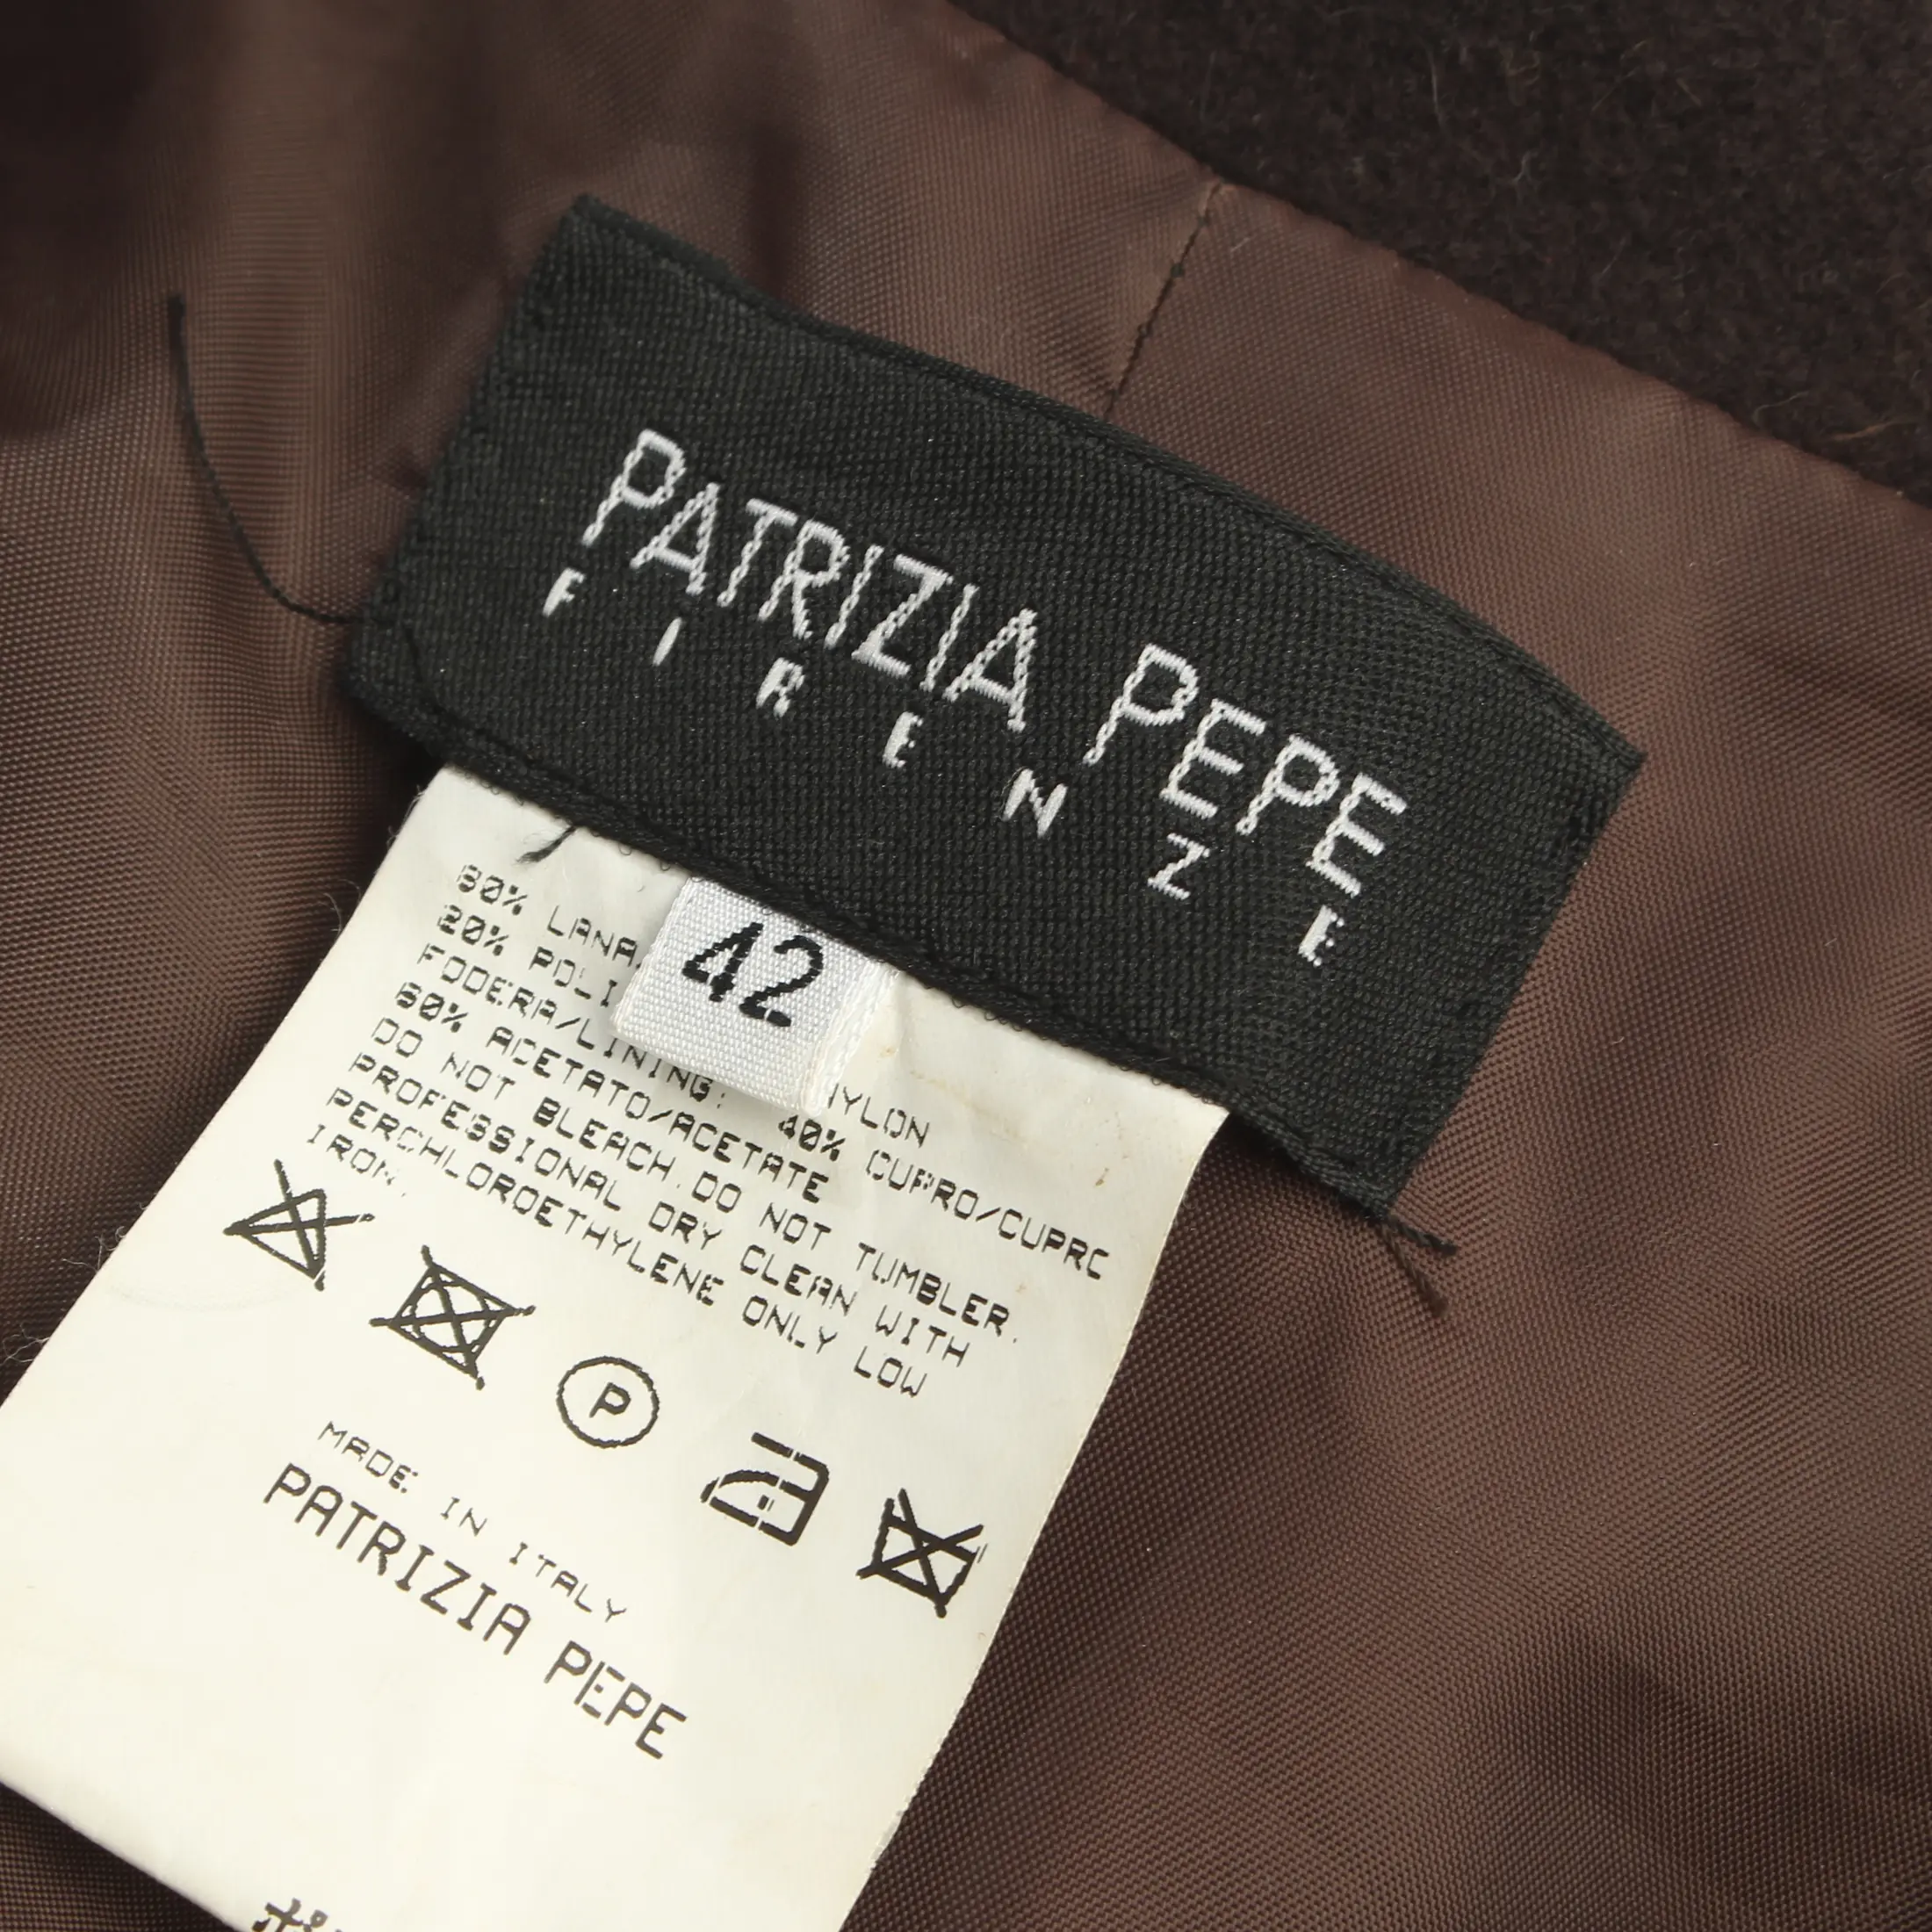 PATRIZIA PEPE
FIRENZE
42
80% LANA
20% NYLON
FODERA/LINING:
60% ACETATO/ACETATE 40% CUPRO/CUPRO
DO NOT BLEACH. DO NOT TUMBLER.
PROFESSIONAL DRY CLEAN WITH
PERCHLOROETHYLENE ONLY LOW
IRON.
P
MADE IN ITALY
PATRIZIA PEPE